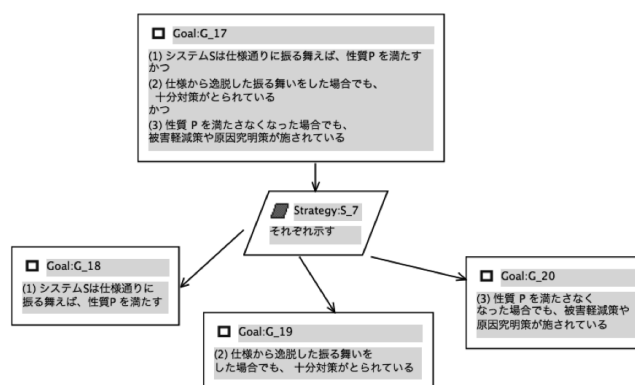 Goal:G_17
(1) システムSは仕様通りに振る舞えば、性質P を満たす
かつ
(2) 仕様から逸脱した振る舞いをした場合でも、
十分対策がとられている
かつ
(3) 性質 P を満たさなくなった場合でも、
被害軽減策や原因究明策が施されている
Strategy:S_7
それぞれ示す
Goal:G_18
(1) システムSは仕様通りに
振る舞えば、性質P を満たす
Goal:G_19
(2) 仕様から逸脱した振る舞いを
した場合でも、 十分対策がとられている
Goal:G_20
(3) 性質 P を満たさなく
なった場合でも、被害軽減策や
原因究明策が施されている